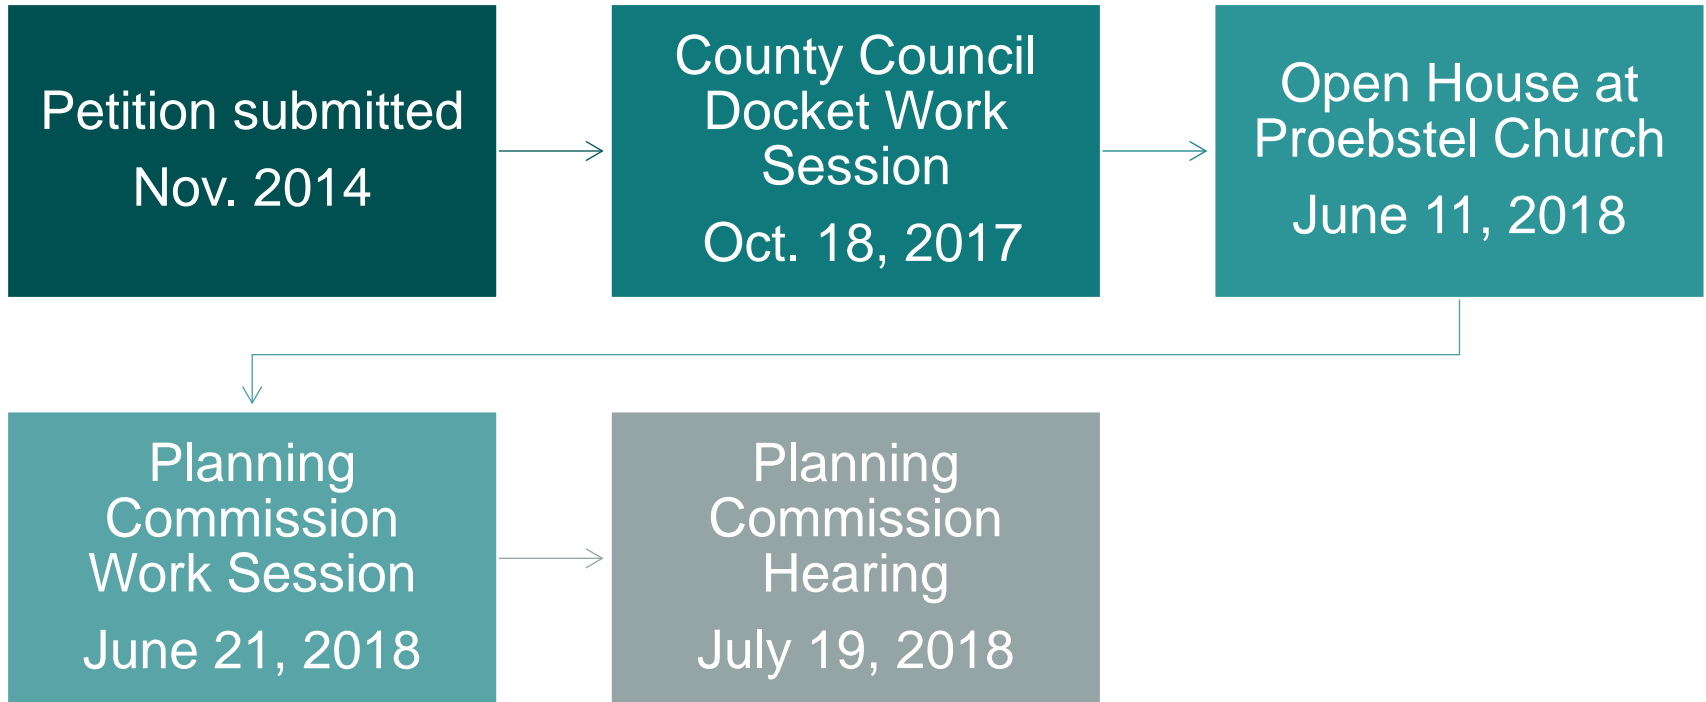 Petition submitted
Nov. 2014
County Council
Docket Work
Session
Oct. 18, 2017
Open House at
Proebstel Church
June 11, 2018
Planning
Commission
Work Session
June 21, 2018
Planning
Commission
Hearing
July 19, 2018